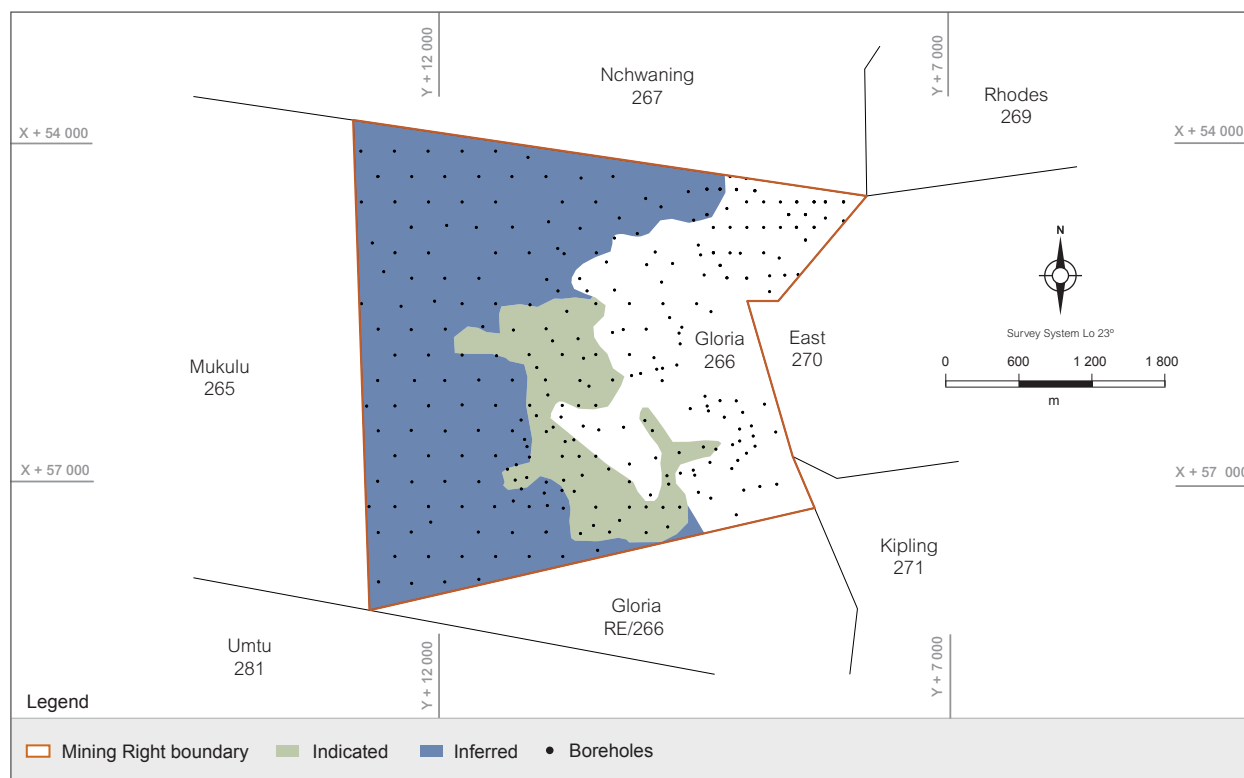 Y + 12 000
Y + 7 000
Nchwaning
267
Rhodes
269
X + 54 000
X + 54 000
N
Survey System Lo 23º
Gloria
266
East
270
Mukulu
265
0 600 1 200 1 800
m
X + 57 000
X + 57 000
Kipling
271
Gloria
RE/266
Umtu
281
Y + 12 000
Y + 7 000
Legend
Mining Right boundary
Indicated
Inferred
Boreholes